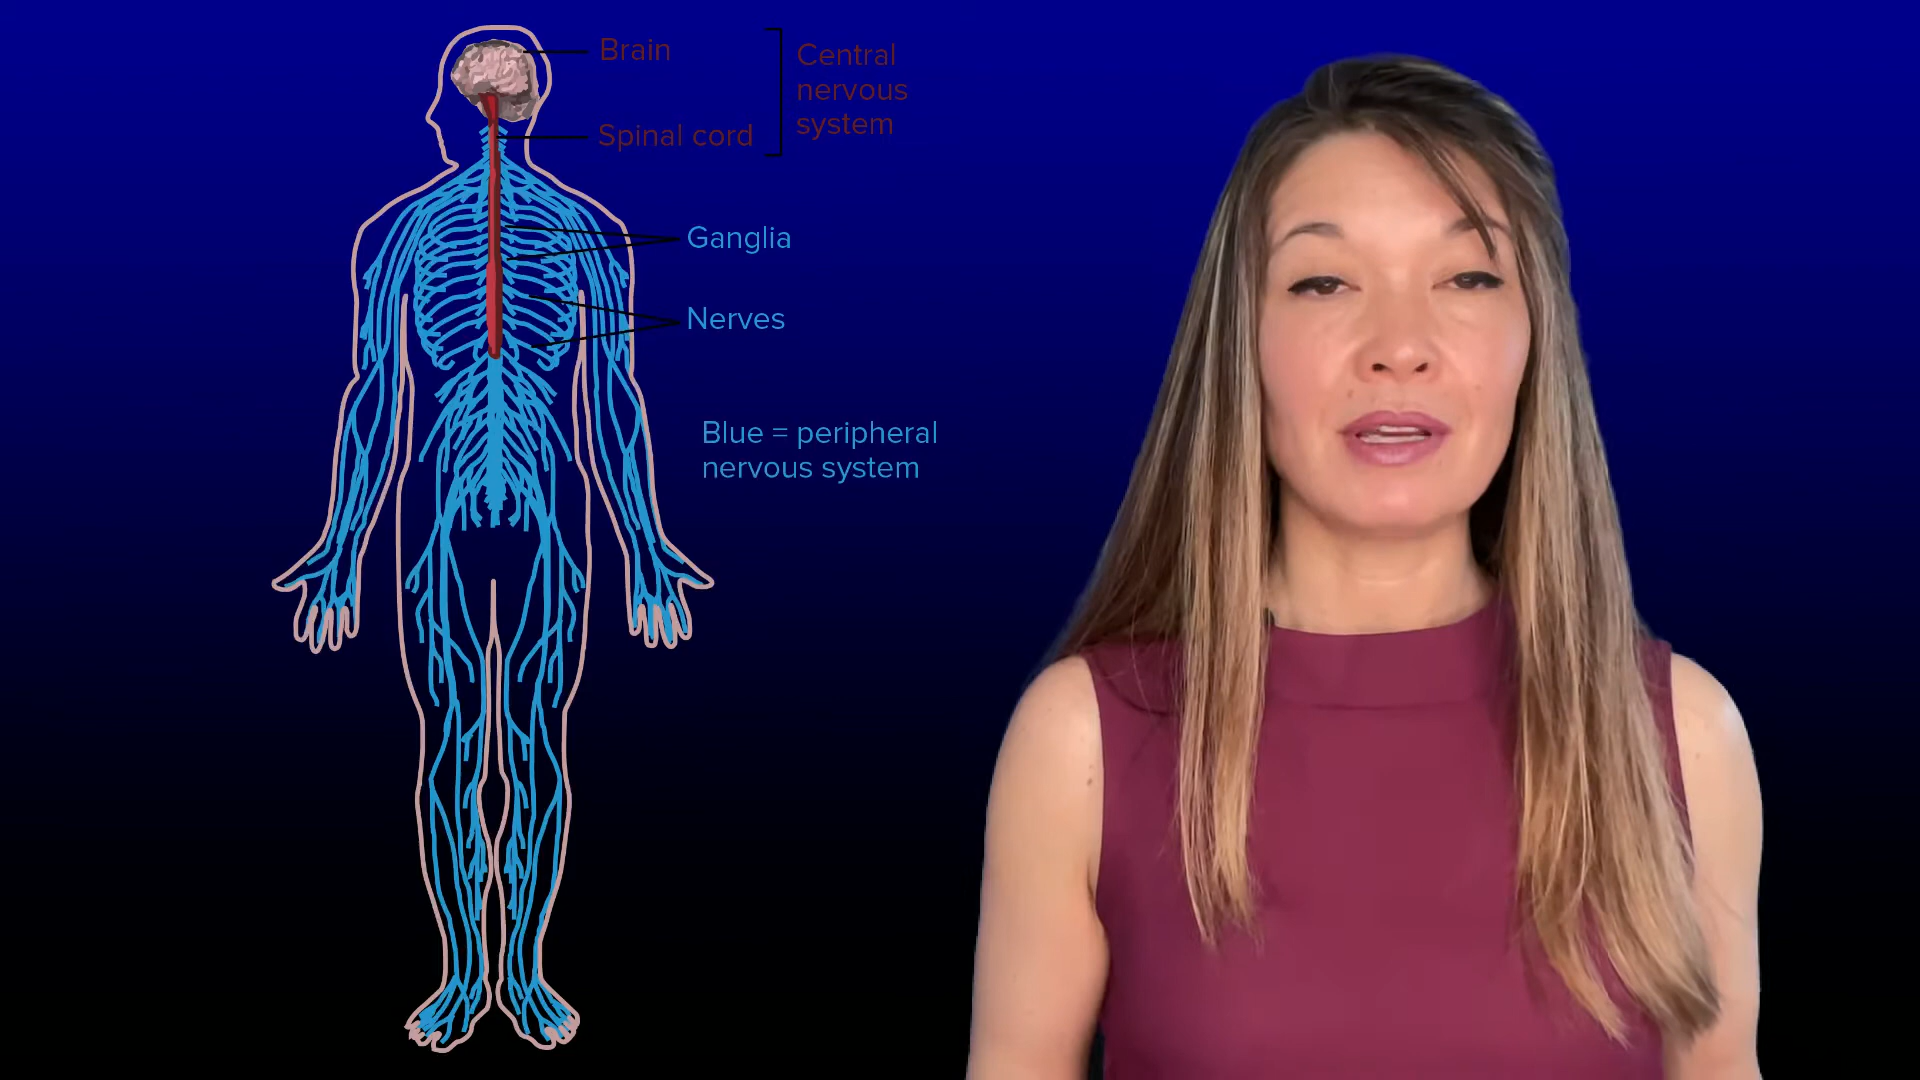 Brain
Central
nervous
system
Spinal cord
Ganglia
Nerves
Blue = peripheral
nervous system